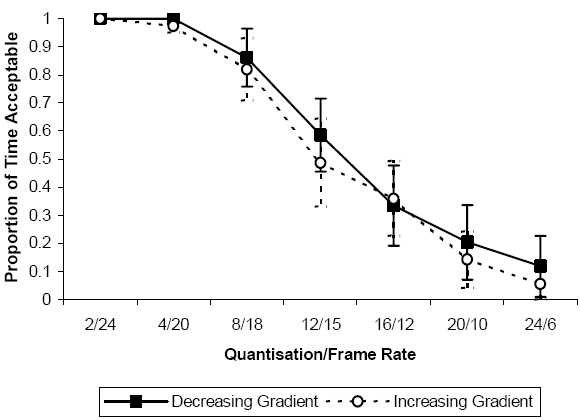 Proportion of Time Acceptable
1
0.9
0.8
0.7
0.6
0.5
0.4
0.3
0.2
0.1
0
2/24 4/20 8/18 12/15 16/12 20/10 24/6
Quantisation/Frame Rate
Decreasing Gradient Increasing Gradient